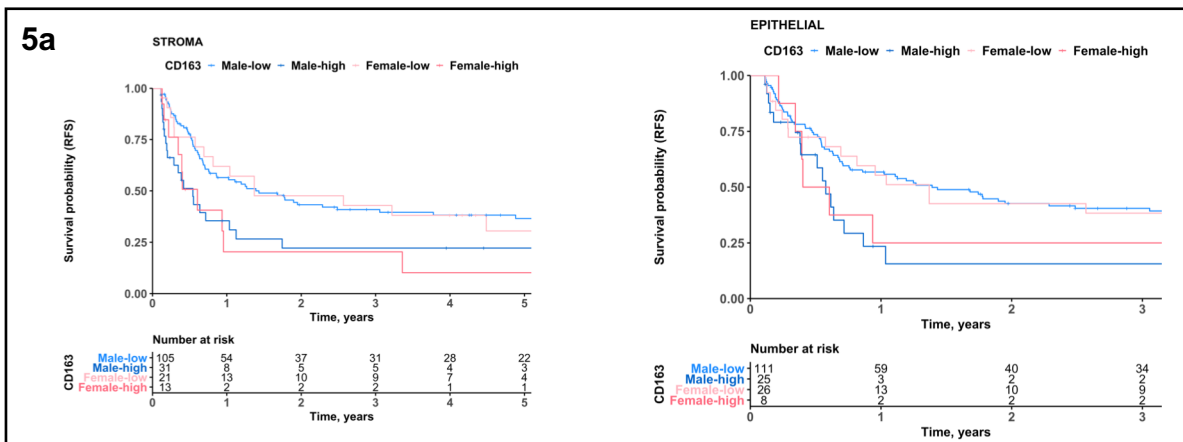 5a
STROMA
CD163 Male-low Male-high Female-low Female-high
Survival probability (RFS)
1.00
0.75
0.50
0.25
0.00
0 1 2 3 4 5
Time, years
Number at risk
CD163
Male-low 105 54 37 31 28 22
Male-high 31 8 5 5 4 3
Female-low 21 13 10 9 7 4
Female-high 13 2 2 2 1 1
0 1 2 3 4 5
Time, years
EPITHELIAL
CD163 Male-low Male-high Female-low Female-high
Survival probability (RFS)
1.00
0.75
0.50
0.25
0.00
0 1 2 3
Time, years
Number at risk
CD163
Male-low 111 59 40 34
Male-high 25 3 2 2
Female-low 26 13 10 9
Female-high 8 2 2 2
0 1 2 3
Time, years